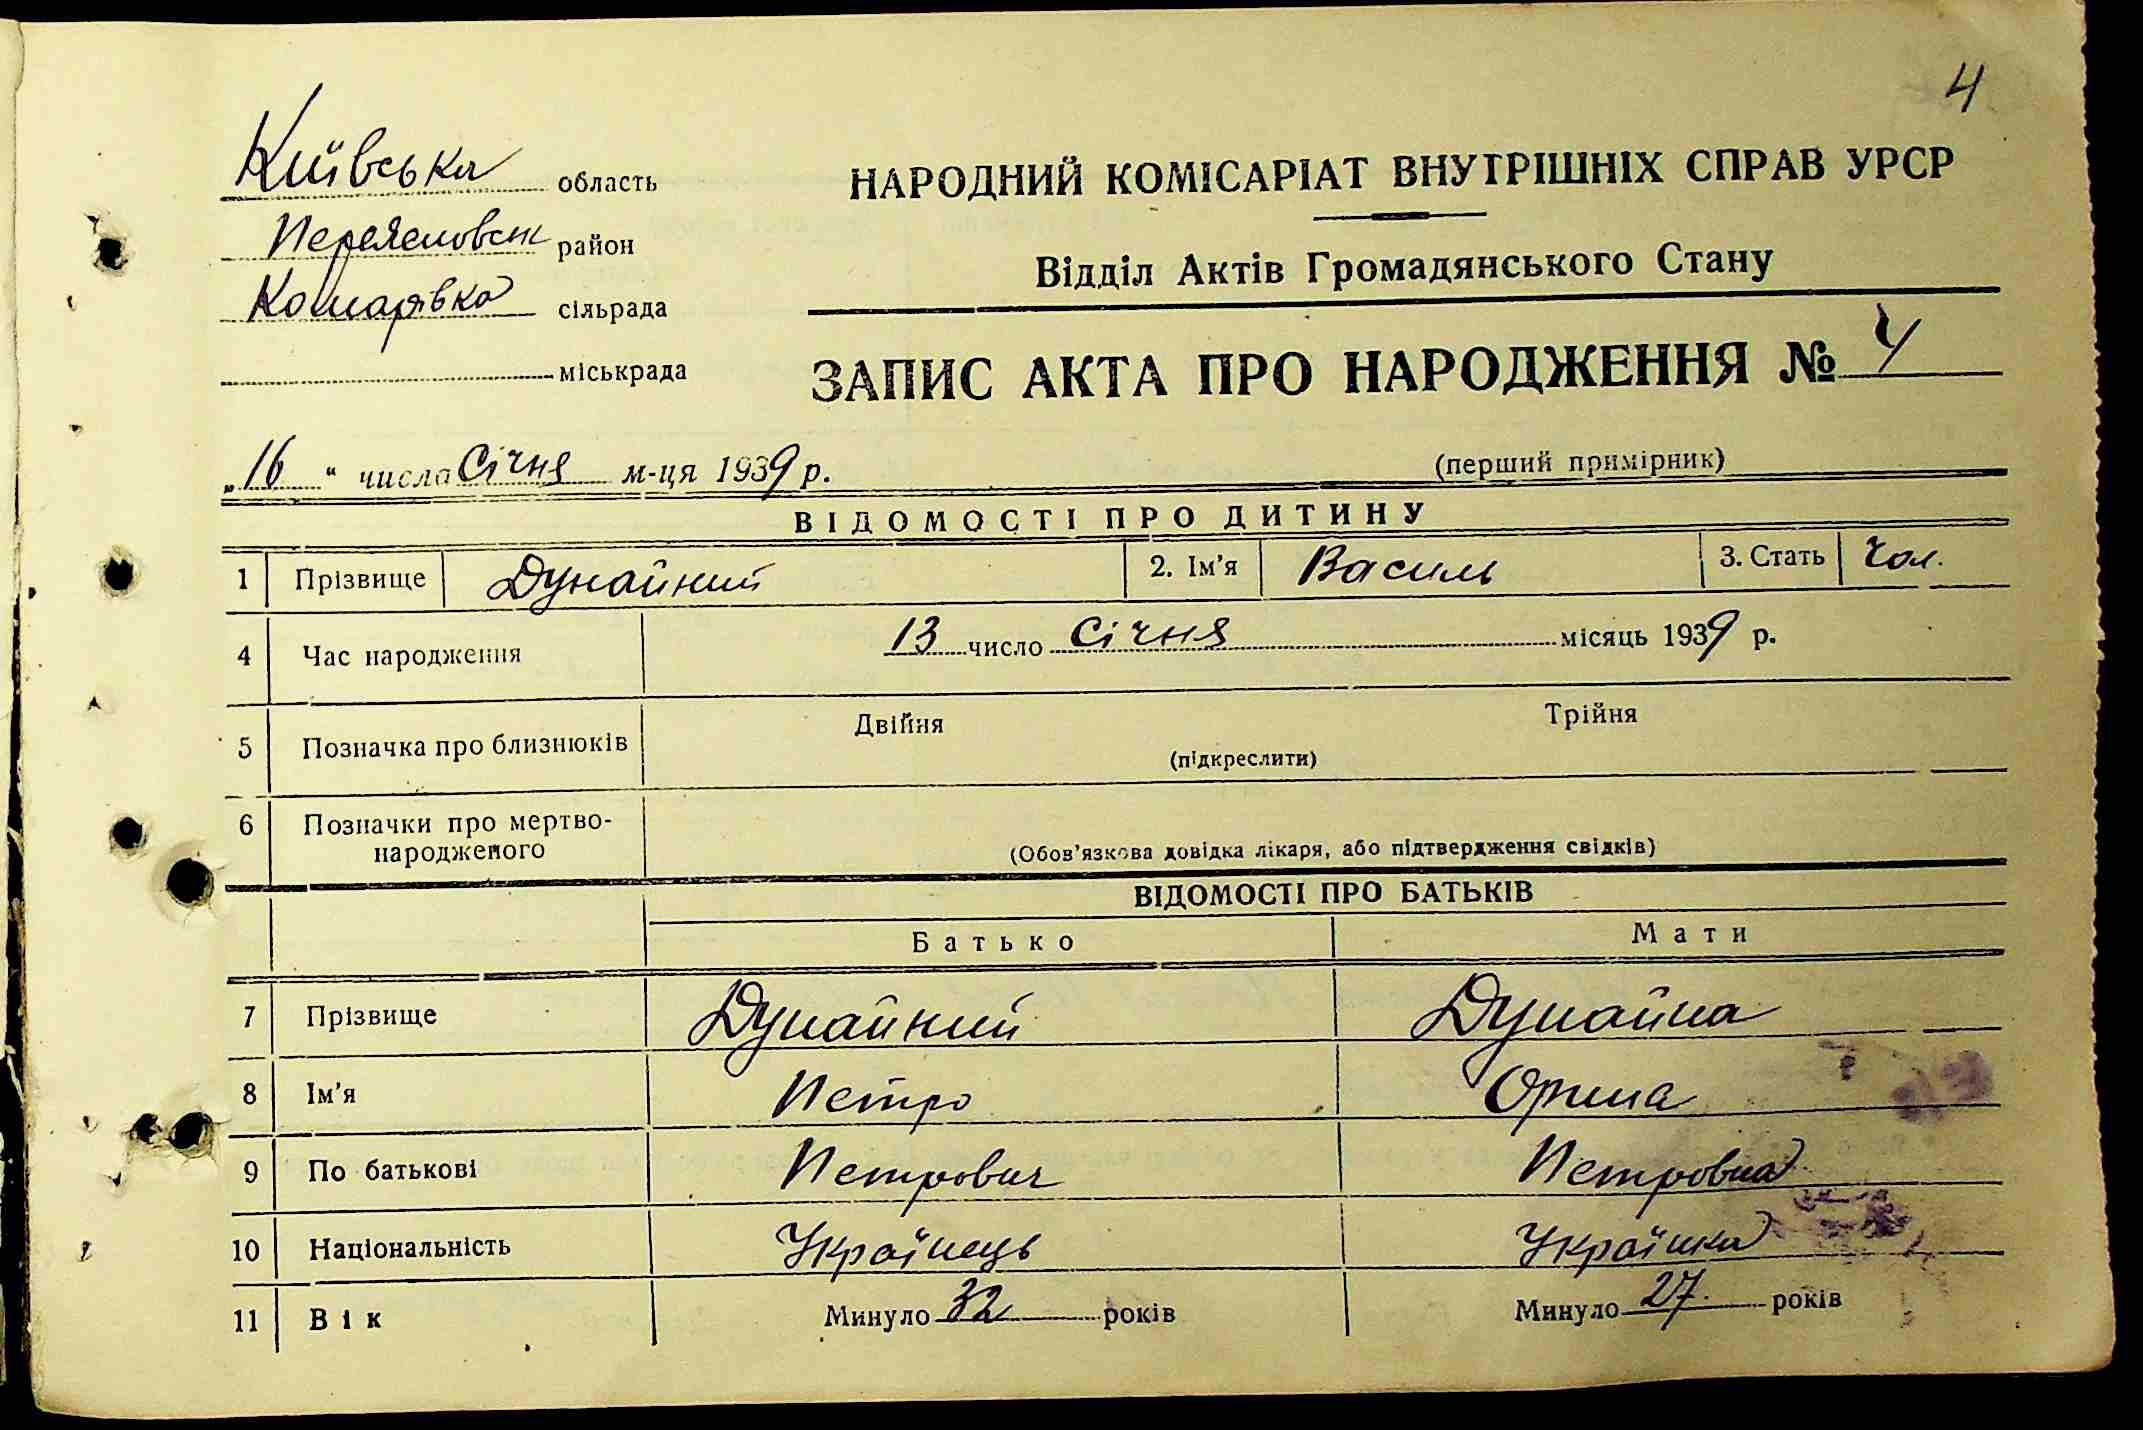 4
Київська область
НАРОДНИЙ КОМІСАРІАТ ВНУТРІШНІХ СПРАВ УРСР
Переяславськ район
Відділ Актів Громадянського Стану
Комарівка сільрада
міськрада
ЗАПИС АКТА ПРО НАРОДЖЕННЯ № 4
„16“ числа Січня м-ця 1939 р.
(перший примірник)
ВІДОМОСТІ ПРО ДИТИНУ
1 Прізвище Дунайний 2. Ім'я Василь 3. Стать Чол.
4 Час народження 13 число Січня місяць 1939 р.
5 Позначка про близнюків Двійня Трійня
(підкреслити)
6 Позначки про мертво-
народженого (Обов'язкова довідка лікаря, або підтвердження свідків)
ВІДОМОСТІ ПРО БАТЬКІВ
Батько Мати
7 Прізвище Дунайний Дунайна
8 Ім'я Петро Орина
9 По батькові Петрович Петровна
10 Національність Українець Українка
11 Вік Минуло 32 років Минуло 27 років